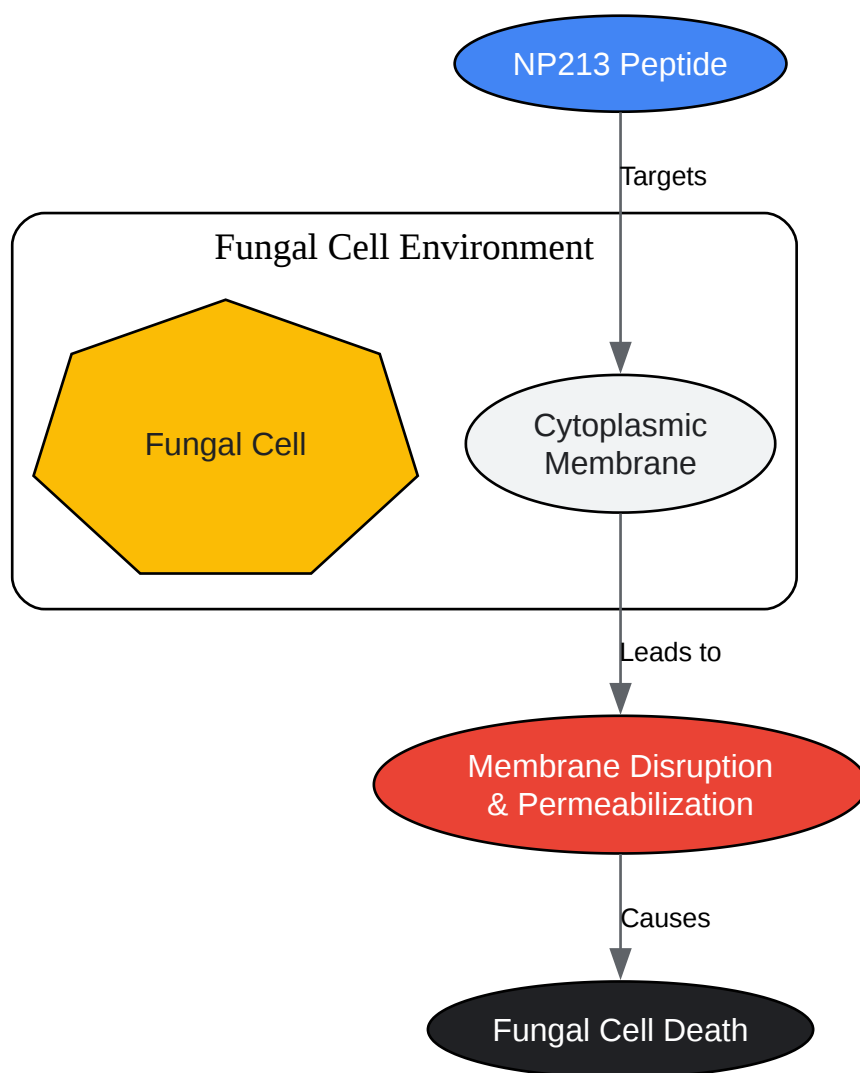 NP213 Peptide
Targets
Fungal Cell Environment
Fungal Cell
Cytoplasmic
Membrane
Leads to
Membrane Disruption
& Permeabilization
Causes
Fungal Cell Death